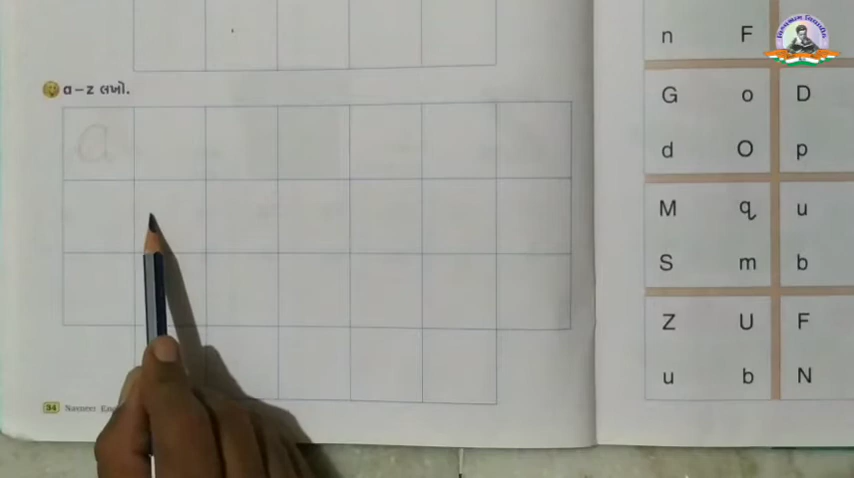 a – z લખો.
a
34
n F
G o D
d O p
M q u
S m b
Z U F
u b N